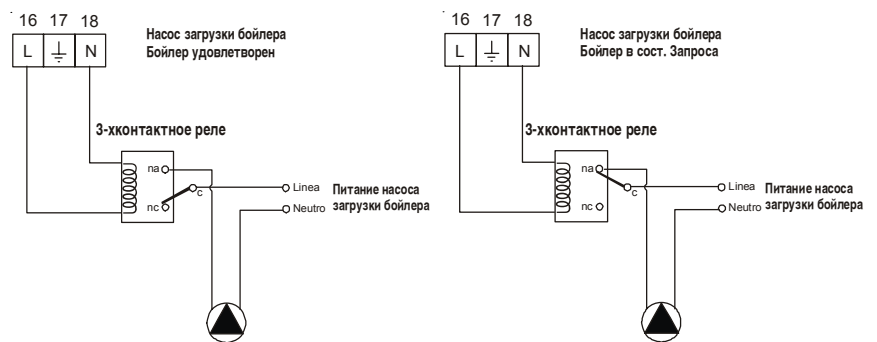 16 17 18
Насос загрузки бойлера
Бойлер удовлетворен
L N
3-хконтактное реле
na
c
nc
Linea
Neutro
Питание насоса
загрузки бойлера
16 17 18
Насос загрузки бойлера
Бойлер в сост. Запроса
L N
3-хконтактное реле
na
c
nc
Linea
Neutro
Питание насоса
загрузки бойлера